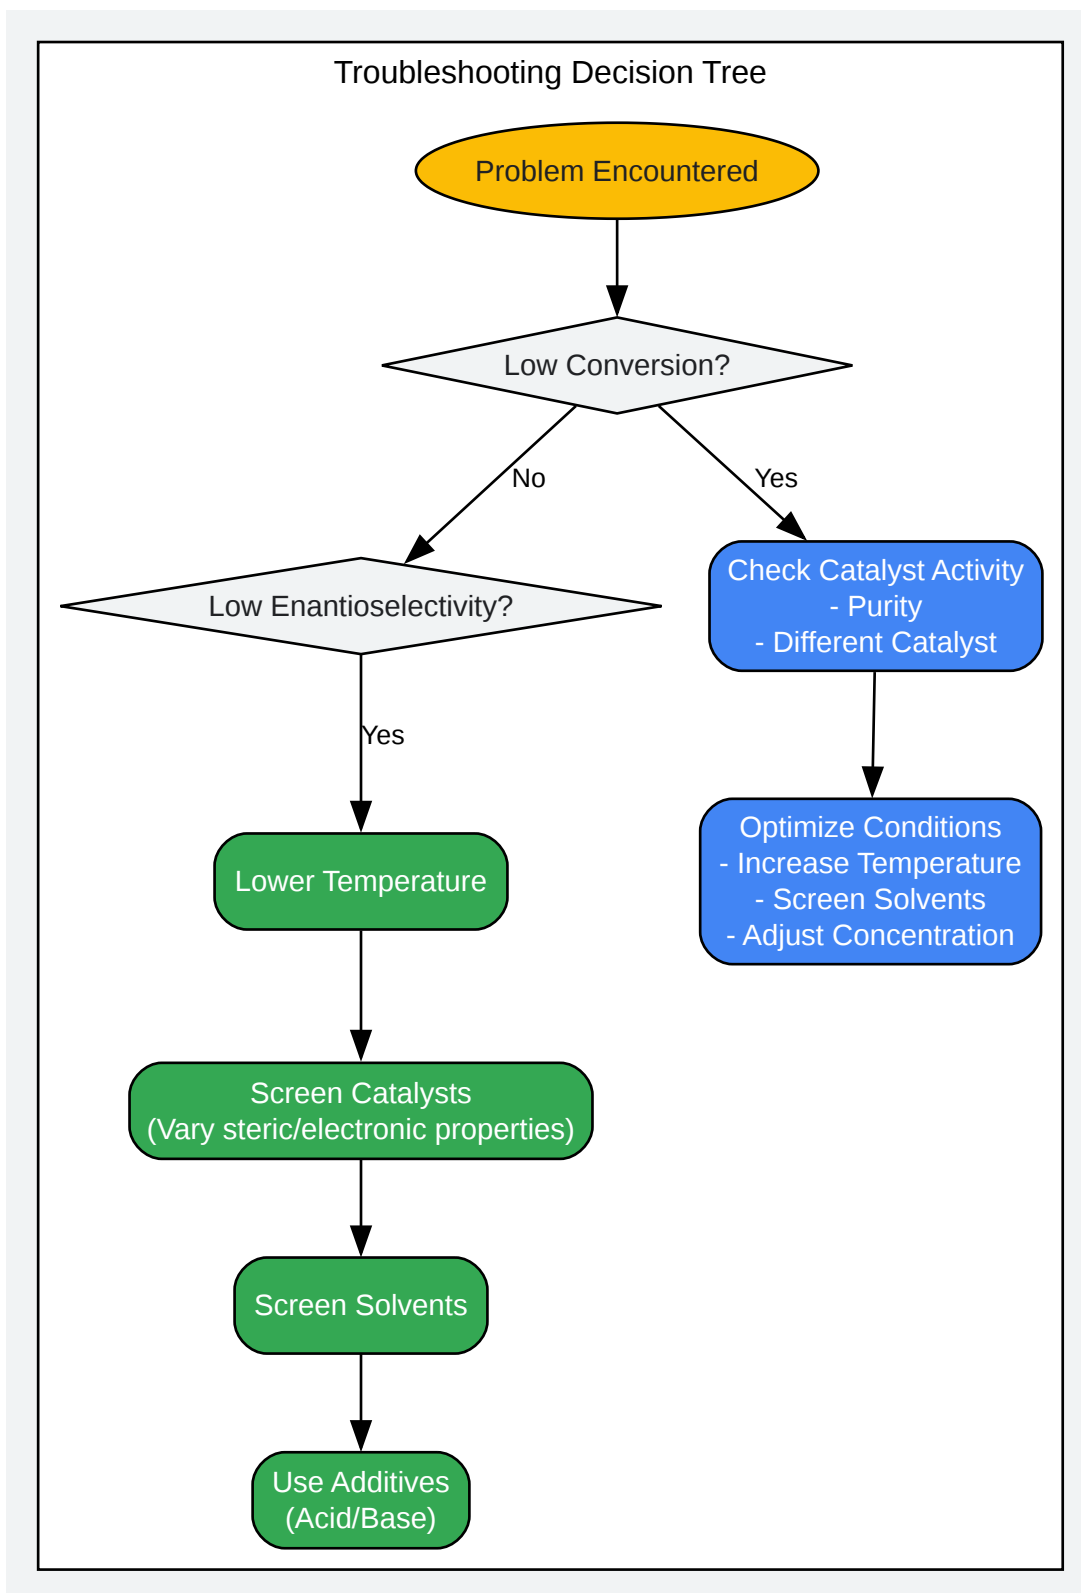 Troubleshooting Decision Tree
Problem Encountered
Low Conversion?
No
Yes
Low Enantioselectivity?
Check Catalyst Activity
- Purity
- Different Catalyst
Yes
Optimize Conditions
- Increase Temperature
- Screen Solvents
- Adjust Concentration
Lower Temperature
Screen Catalysts
(Vary steric/electronic properties)
Screen Solvents
Use Additives
(Acid/Base)